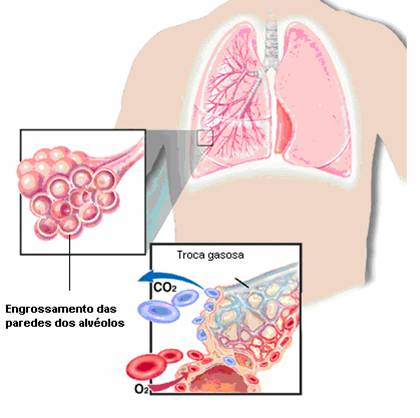 Troca gasosa
CO₂
Engrossamento das
paredes dos alvéolos
O₂